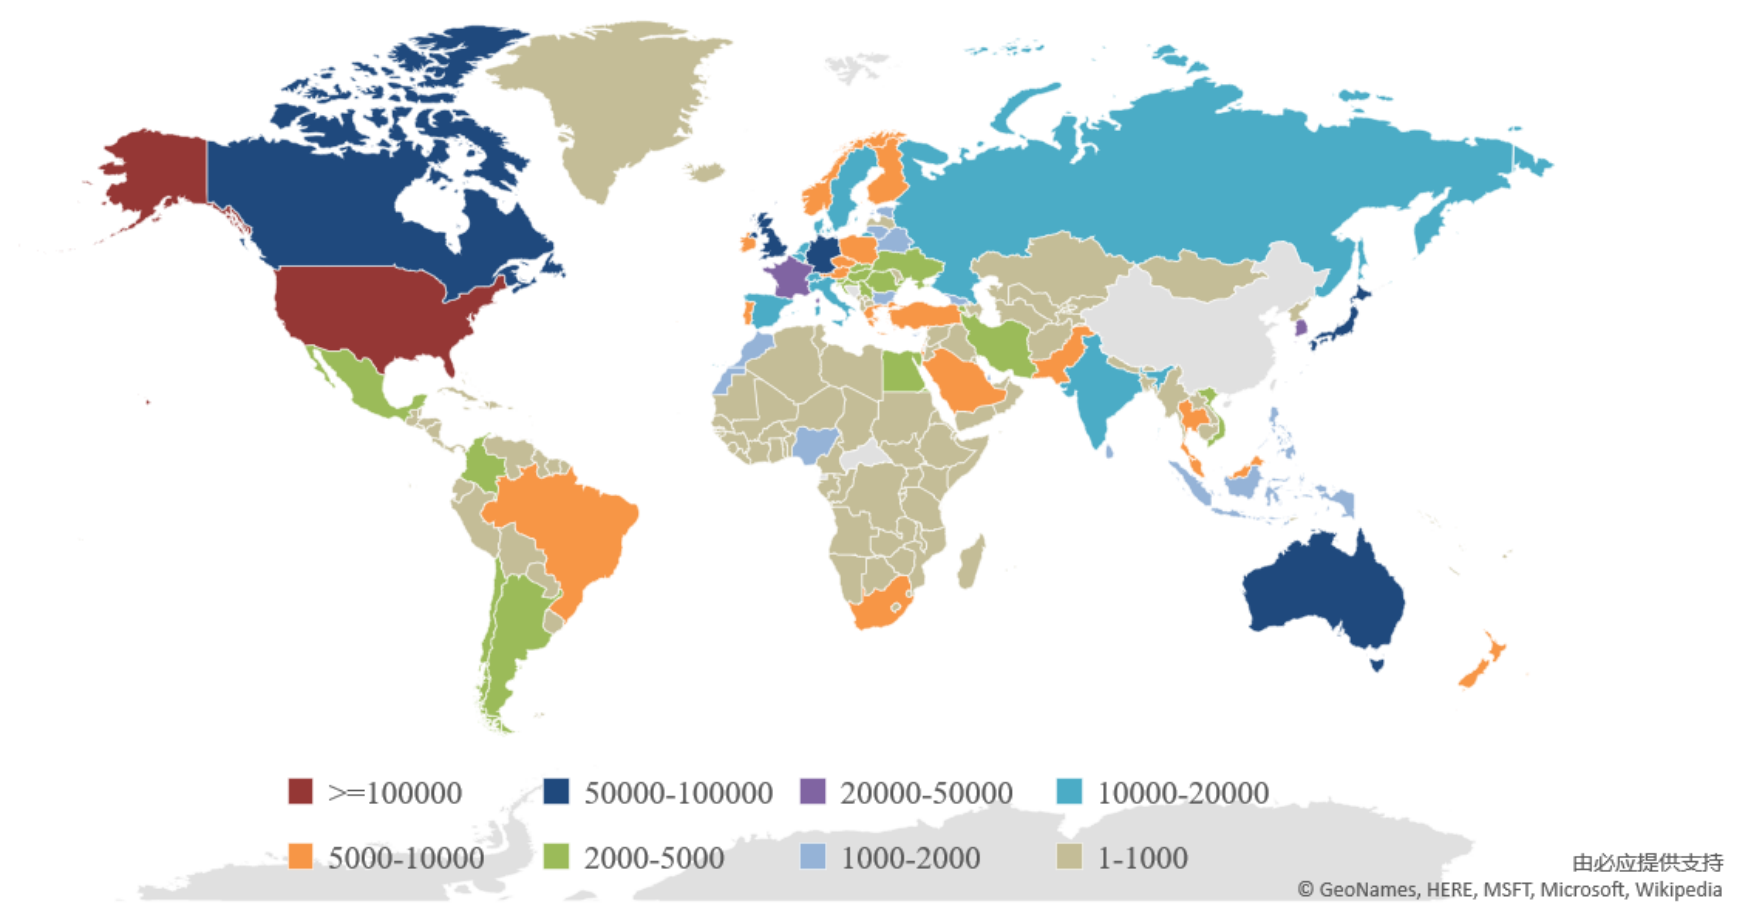 >=100000 50000-100000 20000-50000 10000-20000
5000-10000 2000-5000 1000-2000 1-1000
由必应提供支持
© GeoNames, HERE, MSFT, Microsoft, Wikipedia